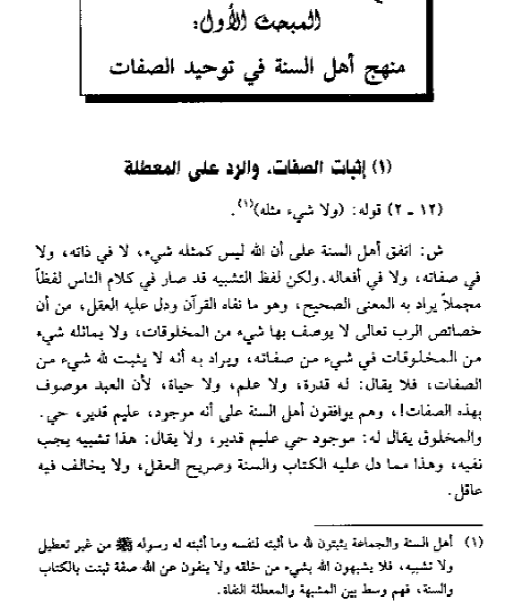 المبحث الأول:
منهج أهل السنة في توحيد الصفات
(١) إثبات الصفات، والرد على المعطلة
(١٢ - ٢) قوله: (ولا شيء مثله)(١).
ش: اتفق أهل السنة على أن الله ليس كمثله شيء، لا في ذاته، ولا
في صفاته، ولا في أفعاله. ولكن لفظ التشبيه قد صار في كلام الناس لفظاً
مجملاً يراد به المعنى الصحيح، وهو ما نفاه القرآن ودل عليه العقل، من أن
خصائص الرب تعالى لا يوصف بها شيء من المخلوقات، ولا يماثله شيء
من المخلوقات في شيء من صفاته، ويراد به أنه لا يثبت لله شيء من
الصفات، فلا يقال: له قدرة، ولا علم، ولا حياة، لأن العبد موصوف
بهذه الصفات!، وهم يوافقون أهل السنة على أنه موجود، عليم قدير، حي.
والمخلوق يقال له: موجود حي عليم قدير، ولا يقال: هذا تشبيه يجب
نفيه، وهذا مما دل عليه الكتاب والسنة وصريح العقل، ولا يخالف فيه
عاقل.
(١) أهل السنة والجماعة يثبتون لله ما أثبته لنفسه وما أثبته له رسوله ﷺ من غير تعطيل
ولا تشبيه، فلا يشبهون الله بشيء من خلقه ولا ينفون عن الله صفة ثبتت بالكتاب
والسنة، فهم وسط بين المشبهة والمعطلة النفاة.